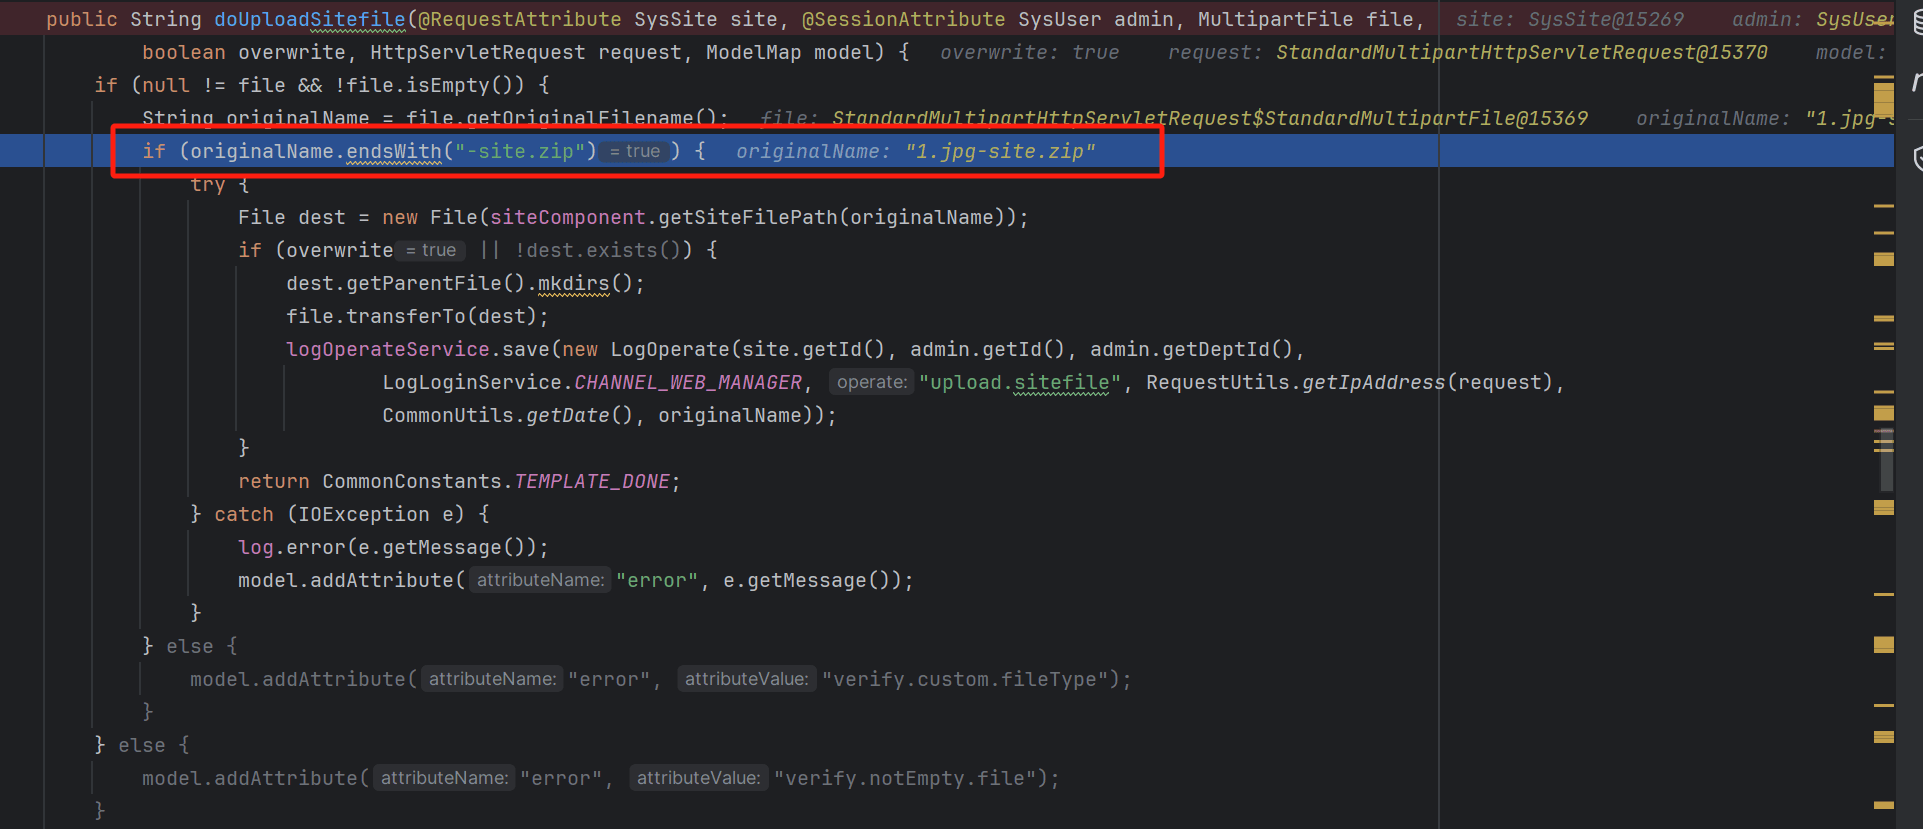 public String doUploadSitefile(@RequestAttribute SysSite site, @SessionAttribute SysUser admin, MultipartFile file, site: SysSite@15269 admin: SysUser
boolean overwrite, HttpServletRequest request, ModelMap model) { overwrite: true request: StandardMultipartHttpServletRequest@15370 model:
if (null != file && !file.isEmpty()) {
String originalName = file.getOriginalFilename(); file: StandardMultipartHttpServletRequest$StandardMultipartFile@15369 originalName: "1.jpg-s
if (originalName.endsWith("-site.zip") = true ) { originalName: "1.jpg-site.zip"
try {
File dest = new File(siteComponent.getSiteFilePath(originalName));
if (overwrite = true || !dest.exists()) {
dest.getParentFile().mkdirs();
file.transferTo(dest);
logOperateService.save(new LogOperate(site.getId(), admin.getId(), admin.getDeptId(),
LogLoginService.CHANNEL_WEB_MANAGER, operate: "upload.sitefile", RequestUtils.getIpAddress(request),
CommonUtils.getDate(), originalName));
}
return CommonConstants.TEMPLATE_DONE;
} catch (IOException e) {
log.error(e.getMessage());
model.addAttribute( attributeName: "error", e.getMessage());
}
} else {
model.addAttribute( attributeName: "error", attributeValue: "verify.custom.fileType");
}
} else {
model.addAttribute( attributeName: "error", attributeValue: "verify.notEmpty.file");
}